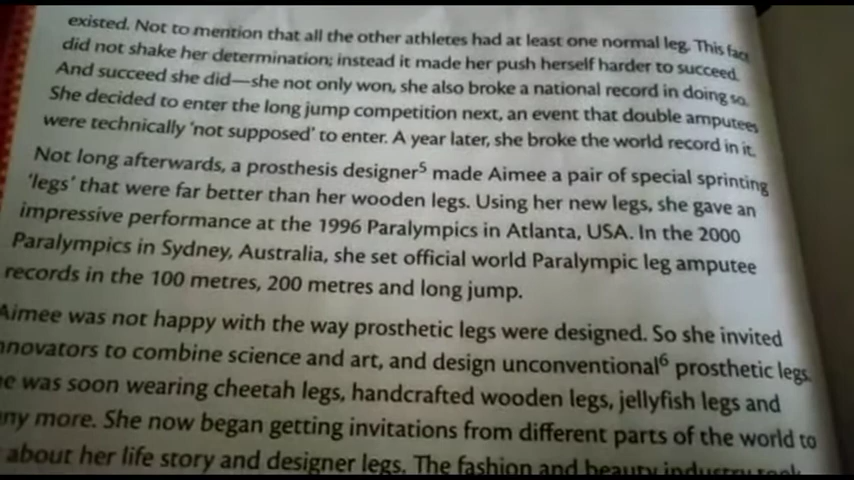 existed. Not to mention that all the other athletes had at least one normal leg. This fact
did not shake her determination; instead it made her push herself harder to succeed.
And succeed she did—she not only won, she also broke a national record in doing so.
She decided to enter the long jump competition next, an event that double amputees
were technically 'not supposed' to enter. A year later, she broke the world record in it.
Not long afterwards, a prosthesis designer⁵ made Aimee a pair of special sprinting
'legs' that were far better than her wooden legs. Using her new legs, she gave an
impressive performance at the 1996 Paralympics in Atlanta, USA. In the 2000
Paralympics in Sydney, Australia, she set official world Paralympic leg amputee
records in the 100 metres, 200 metres and long jump.
Aimee was not happy with the way prosthetic legs were designed. So she invited
nnovators to combine science and art, and design unconventional⁶ prosthetic legs.
e was soon wearing cheetah legs, handcrafted wooden legs, jellyfish legs and
ny more. She now began getting invitations from different parts of the world to
about her life story and designer legs. The fashion and beauty industry took